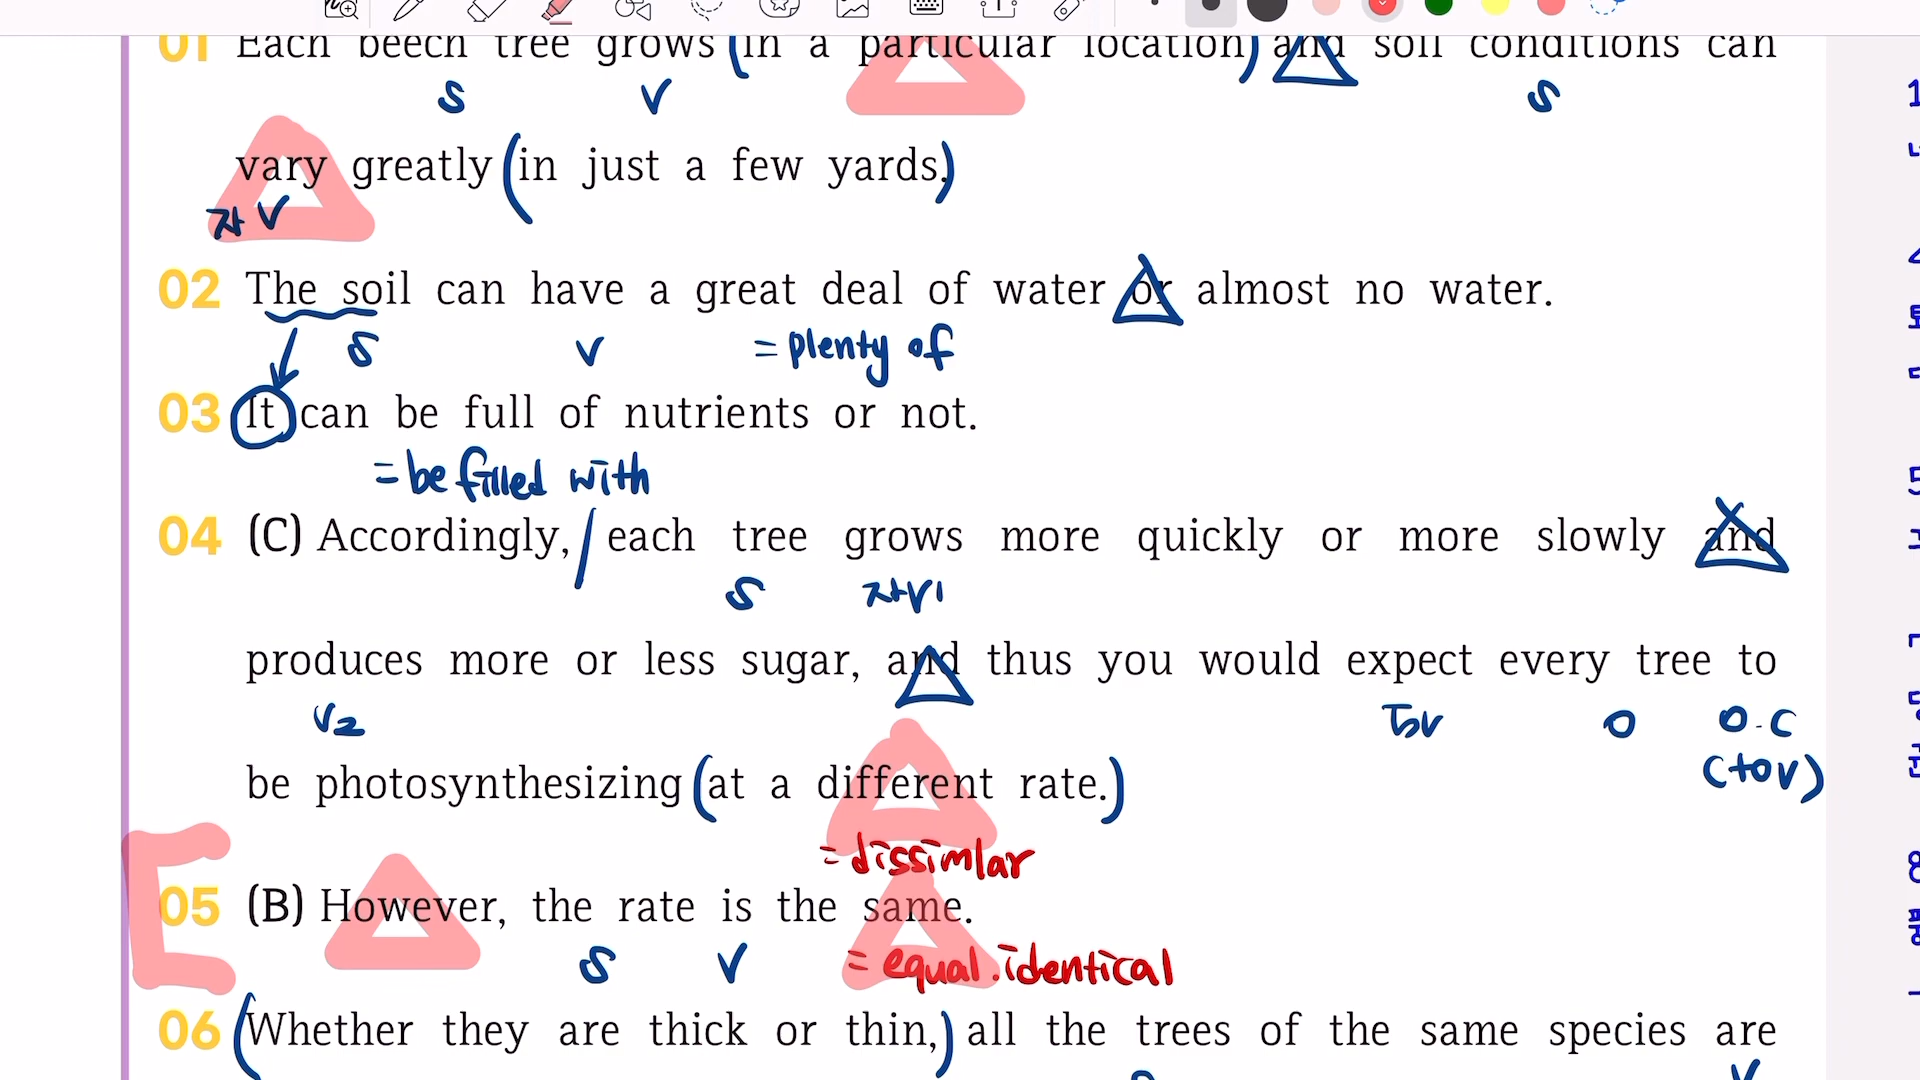 01 Each beech tree grows (in a particular location) and soil conditions can
S V S
vary greatly (in just a few yards.)
자V
02 The soil can have a great deal of water or almost no water.
S V = plenty of
03 It can be full of nutrients or not.
= be filled with
04 (C) Accordingly, / each tree grows more quickly or more slowly and
S 자V1
produces more or less sugar, and thus you would expect every tree to
V2 5V O O.C
be photosynthesizing (at a different rate.) (to V)
= dissimlar
05 (B) However, the rate is the same.
S V = equal. identical
06 (Whether they are thick or thin,) all the trees of the same species are
V